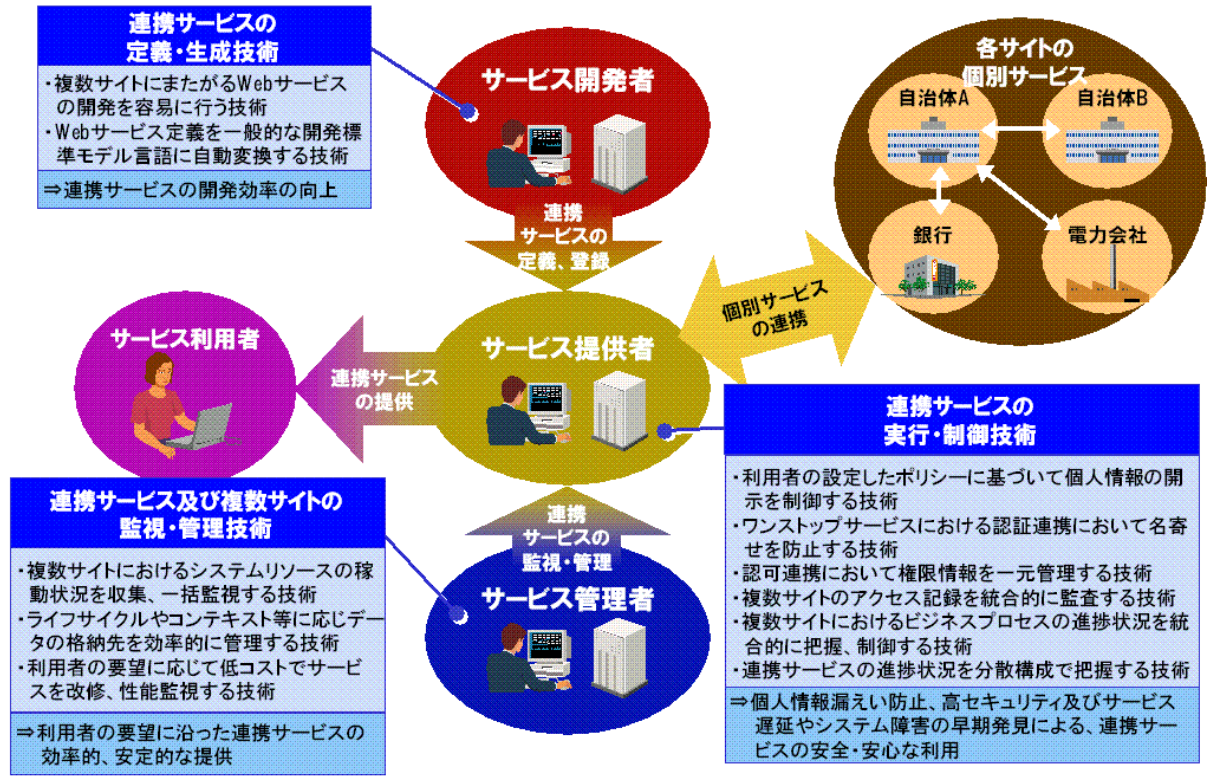 連携サービスの
定義・生成技術
・複数サイトにまたがるWebサービス
の開発を容易に行う技術
・Webサービス定義を一般的な開発標
準モデル言語に自動変換する技術
⇒連携サービスの開発効率の向上
サービス開発者
連携
サービスの
定義、登録
各サイトの
個別サービス
自治体A
自治体B
銀行
電力会社
個別サービス
の連携
サービス利用者
連携サービス
の提供
サービス提供者
連携サービスの
実行・制御技術
・利用者の設定したポリシーに基づいて個人情報の開
示を制御する技術
・ワンストップサービスにおける認証連携において名寄
せを防止する技術
・認可連携において権限情報を一元管理する技術
・複数サイトのアクセス記録を統合的に監査する技術
・複数サイトにおけるビジネスプロセスの進捗状況を統
合的に把握、制御する技術
・連携サービスの進捗状況を分散構成で把握する技術
⇒個人情報漏えい防止、高セキュリティ及びサービス
遅延やシステム障害の早期発見による、連携サー
ビスの安全・安心な利用
連携サービス及び複数サイトの
監視・管理技術
・複数サイトにおけるシステムリソースの稼
動状況を収集、一括監視する技術
・ライフサイクルやコンテキスト等に応じデー
タの格納先を効率的に管理する技術
・利用者の要望に応じて低コストでサービ
スを改修、性能監視する技術
⇒利用者の要望に沿った連携サービスの
効率的、安定的な提供
連携
サービスの
監視・管理
サービス管理者